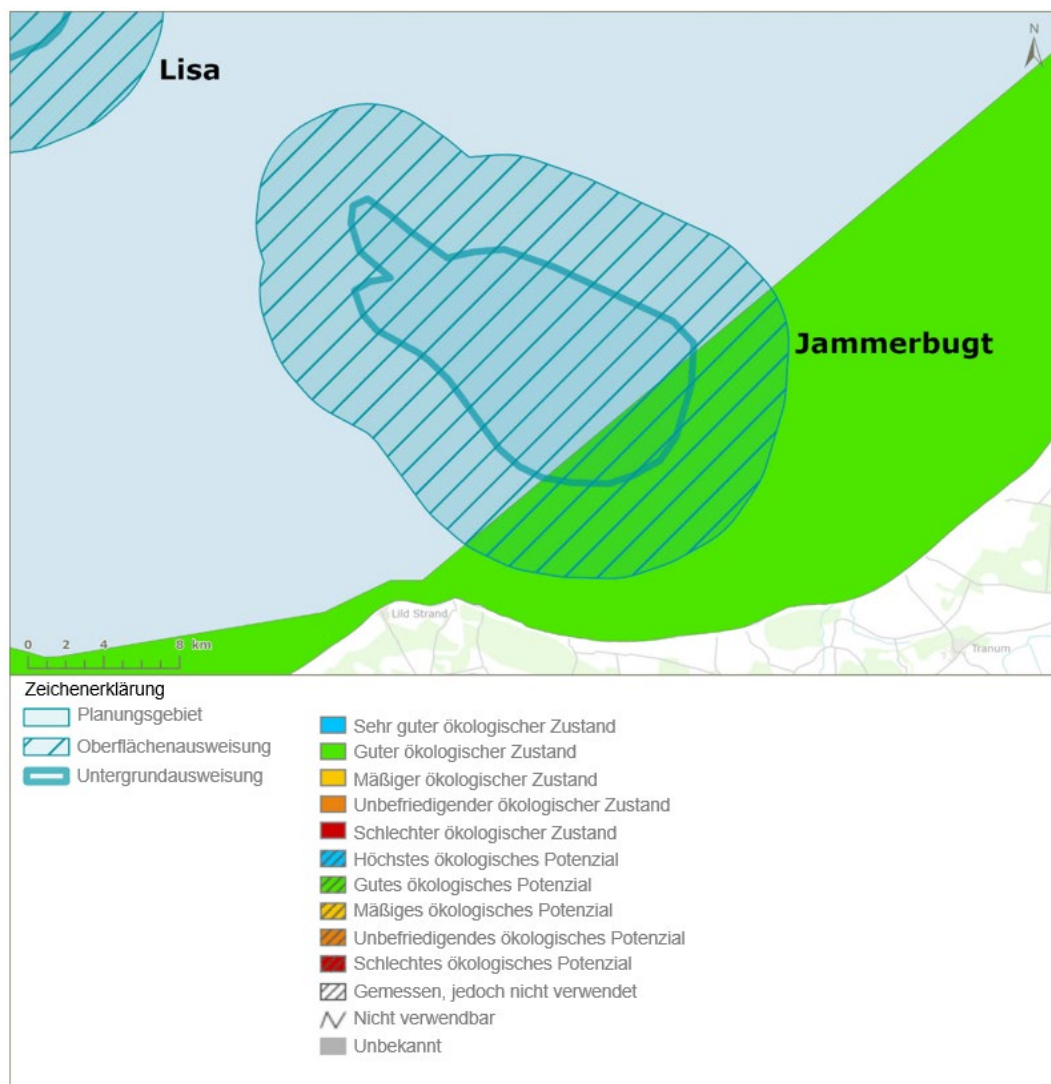 N
Lisa
Jammerbugt
Lild Strand
Tranum
0 2 4 8 km
Zeichenerklärung
Planungsgebiet
Oberflächenausweisung
Untergrundausweisung
Sehr guter ökologischer Zustand
Guter ökologischer Zustand
Mäßiger ökologischer Zustand
Unbefriedigender ökologischer Zustand
Schlechter ökologischer Zustand
Höchstes ökologisches Potenzial
Gutes ökologisches Potenzial
Mäßiges ökologisches Potenzial
Unbefriedigendes ökologisches Potenzial
Schlechtes ökologisches Potenzial
Gemessen, jedoch nicht verwendet
Nicht verwendbar
Unbekannt